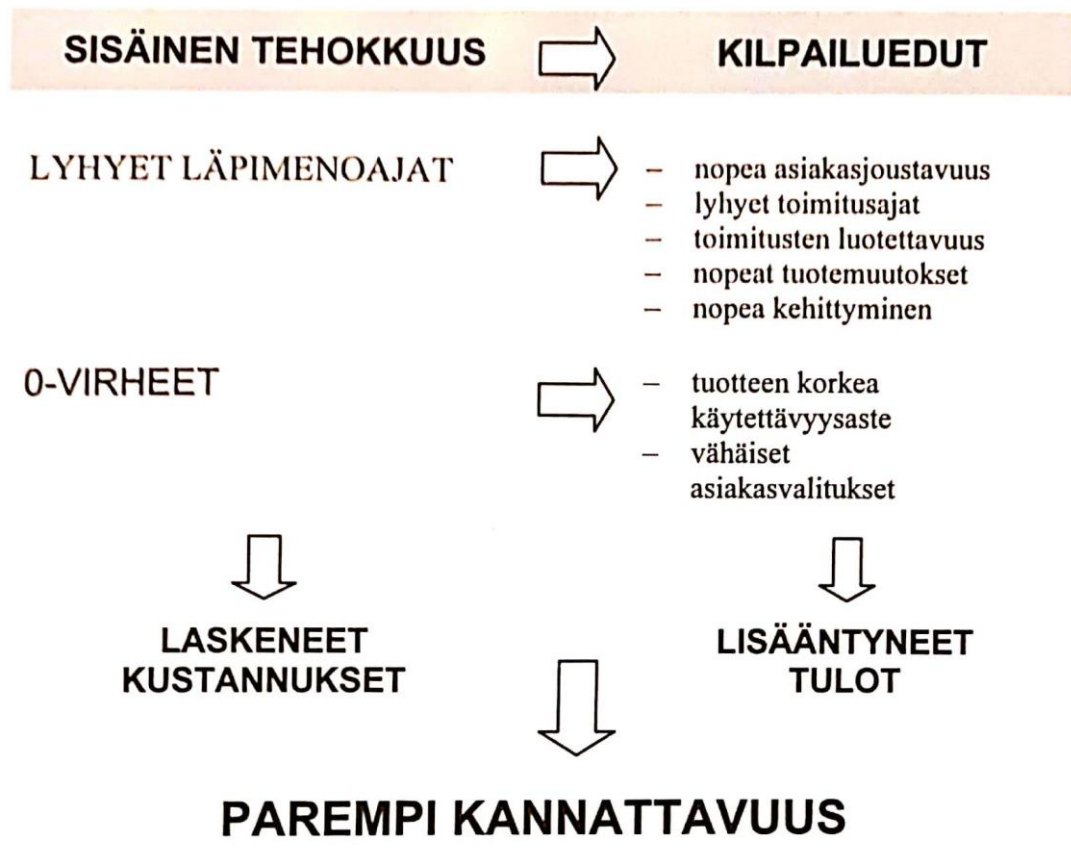 SISÄINEN TEHOKKUUS
KILPAILUEDUT
LYHYET LÄPIMENOAJAT
– nopea asiakasjoustavuus
– lyhyet toimitusajat
– toimitusten luotettavuus
– nopeat tuotemuutokset
– nopea kehittyminen
0-VIRHEET
– tuotteen korkea
käytettävyysaste
– vähäiset
asiakasvalitukset
LASKENEET
KUSTANNUKSET
LISÄÄNTYNEET
TULOT
PAREMPI KANNATTAVUUS